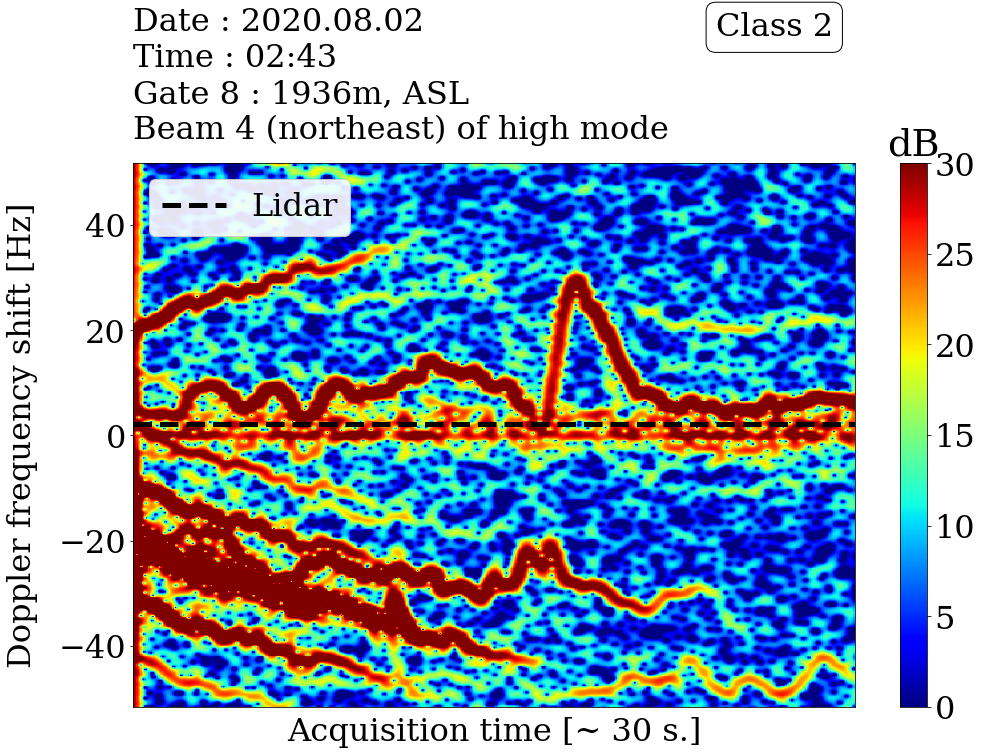 Date : 2020.08.02
Class 2
Time : 02:43
Gate 8 : 1936m, ASL
Beam 4 (northeast) of high mode
dB
Lidar
Doppler frequency shift [Hz]
40
20
0
−20
−40
30
25
20
15
10
5
0
Acquisition time [~ 30 s.]